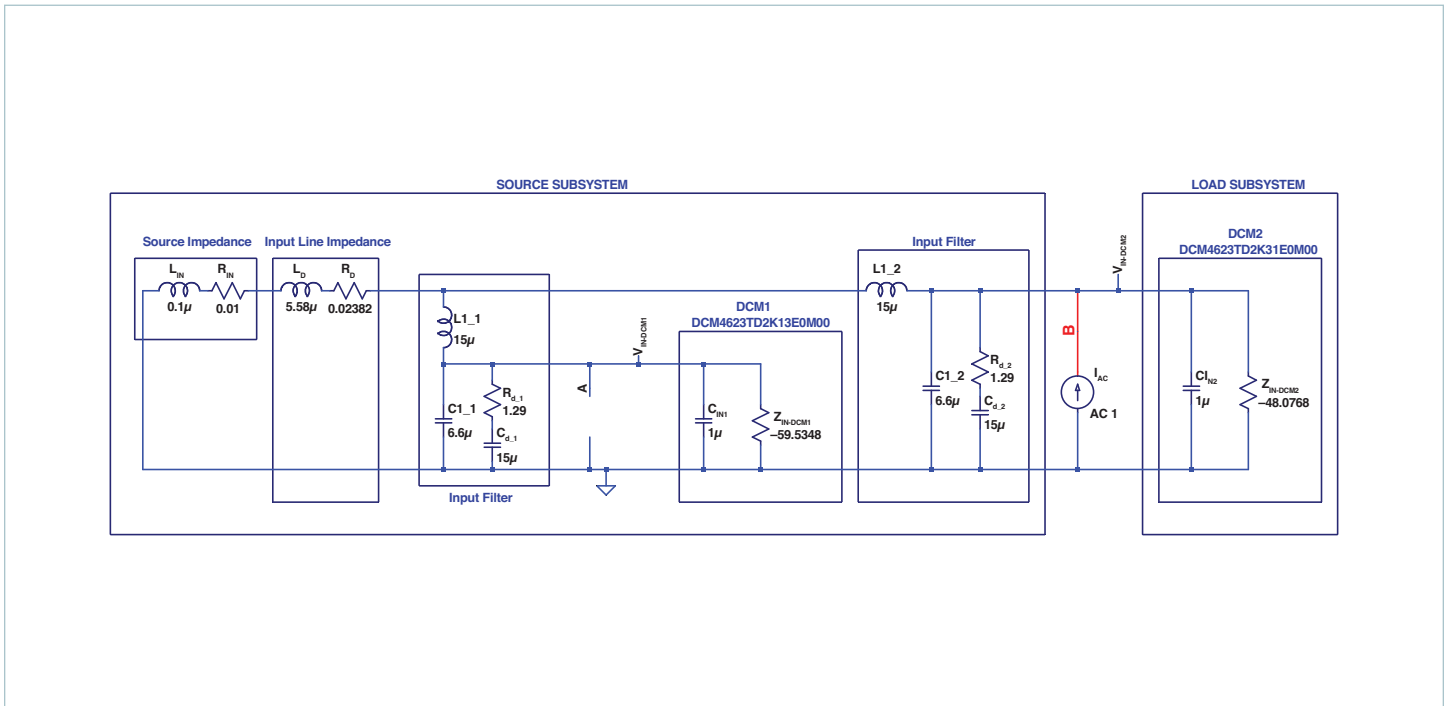 SOURCE SUBSYSTEM
LOAD SUBSYSTEM
Source Impedance
Input Line Impedance
Input Filter
DCM2
DCM4623TD2K31E0M00
L_IN
R_IN
0.1µ
0.01
L_D
R_D
5.58µ
0.02382
L1_1
15µ
C1_1
6.6µ
R_d_1
1.29
C_d_1
15µ
Input Filter
A
V_IN-DCM1
DCM1
DCM4623TD2K13E0M00
C_IN1
1µ
Z_IN-DCM1
–59.5348
L1_2
15µ
C1_2
6.6µ
R_d_2
1.29
C_d_2
15µ
B
I_AC
AC 1
V_IN-DCM2
CI_N2
1µ
Z_IN-DCM2
–48.0768